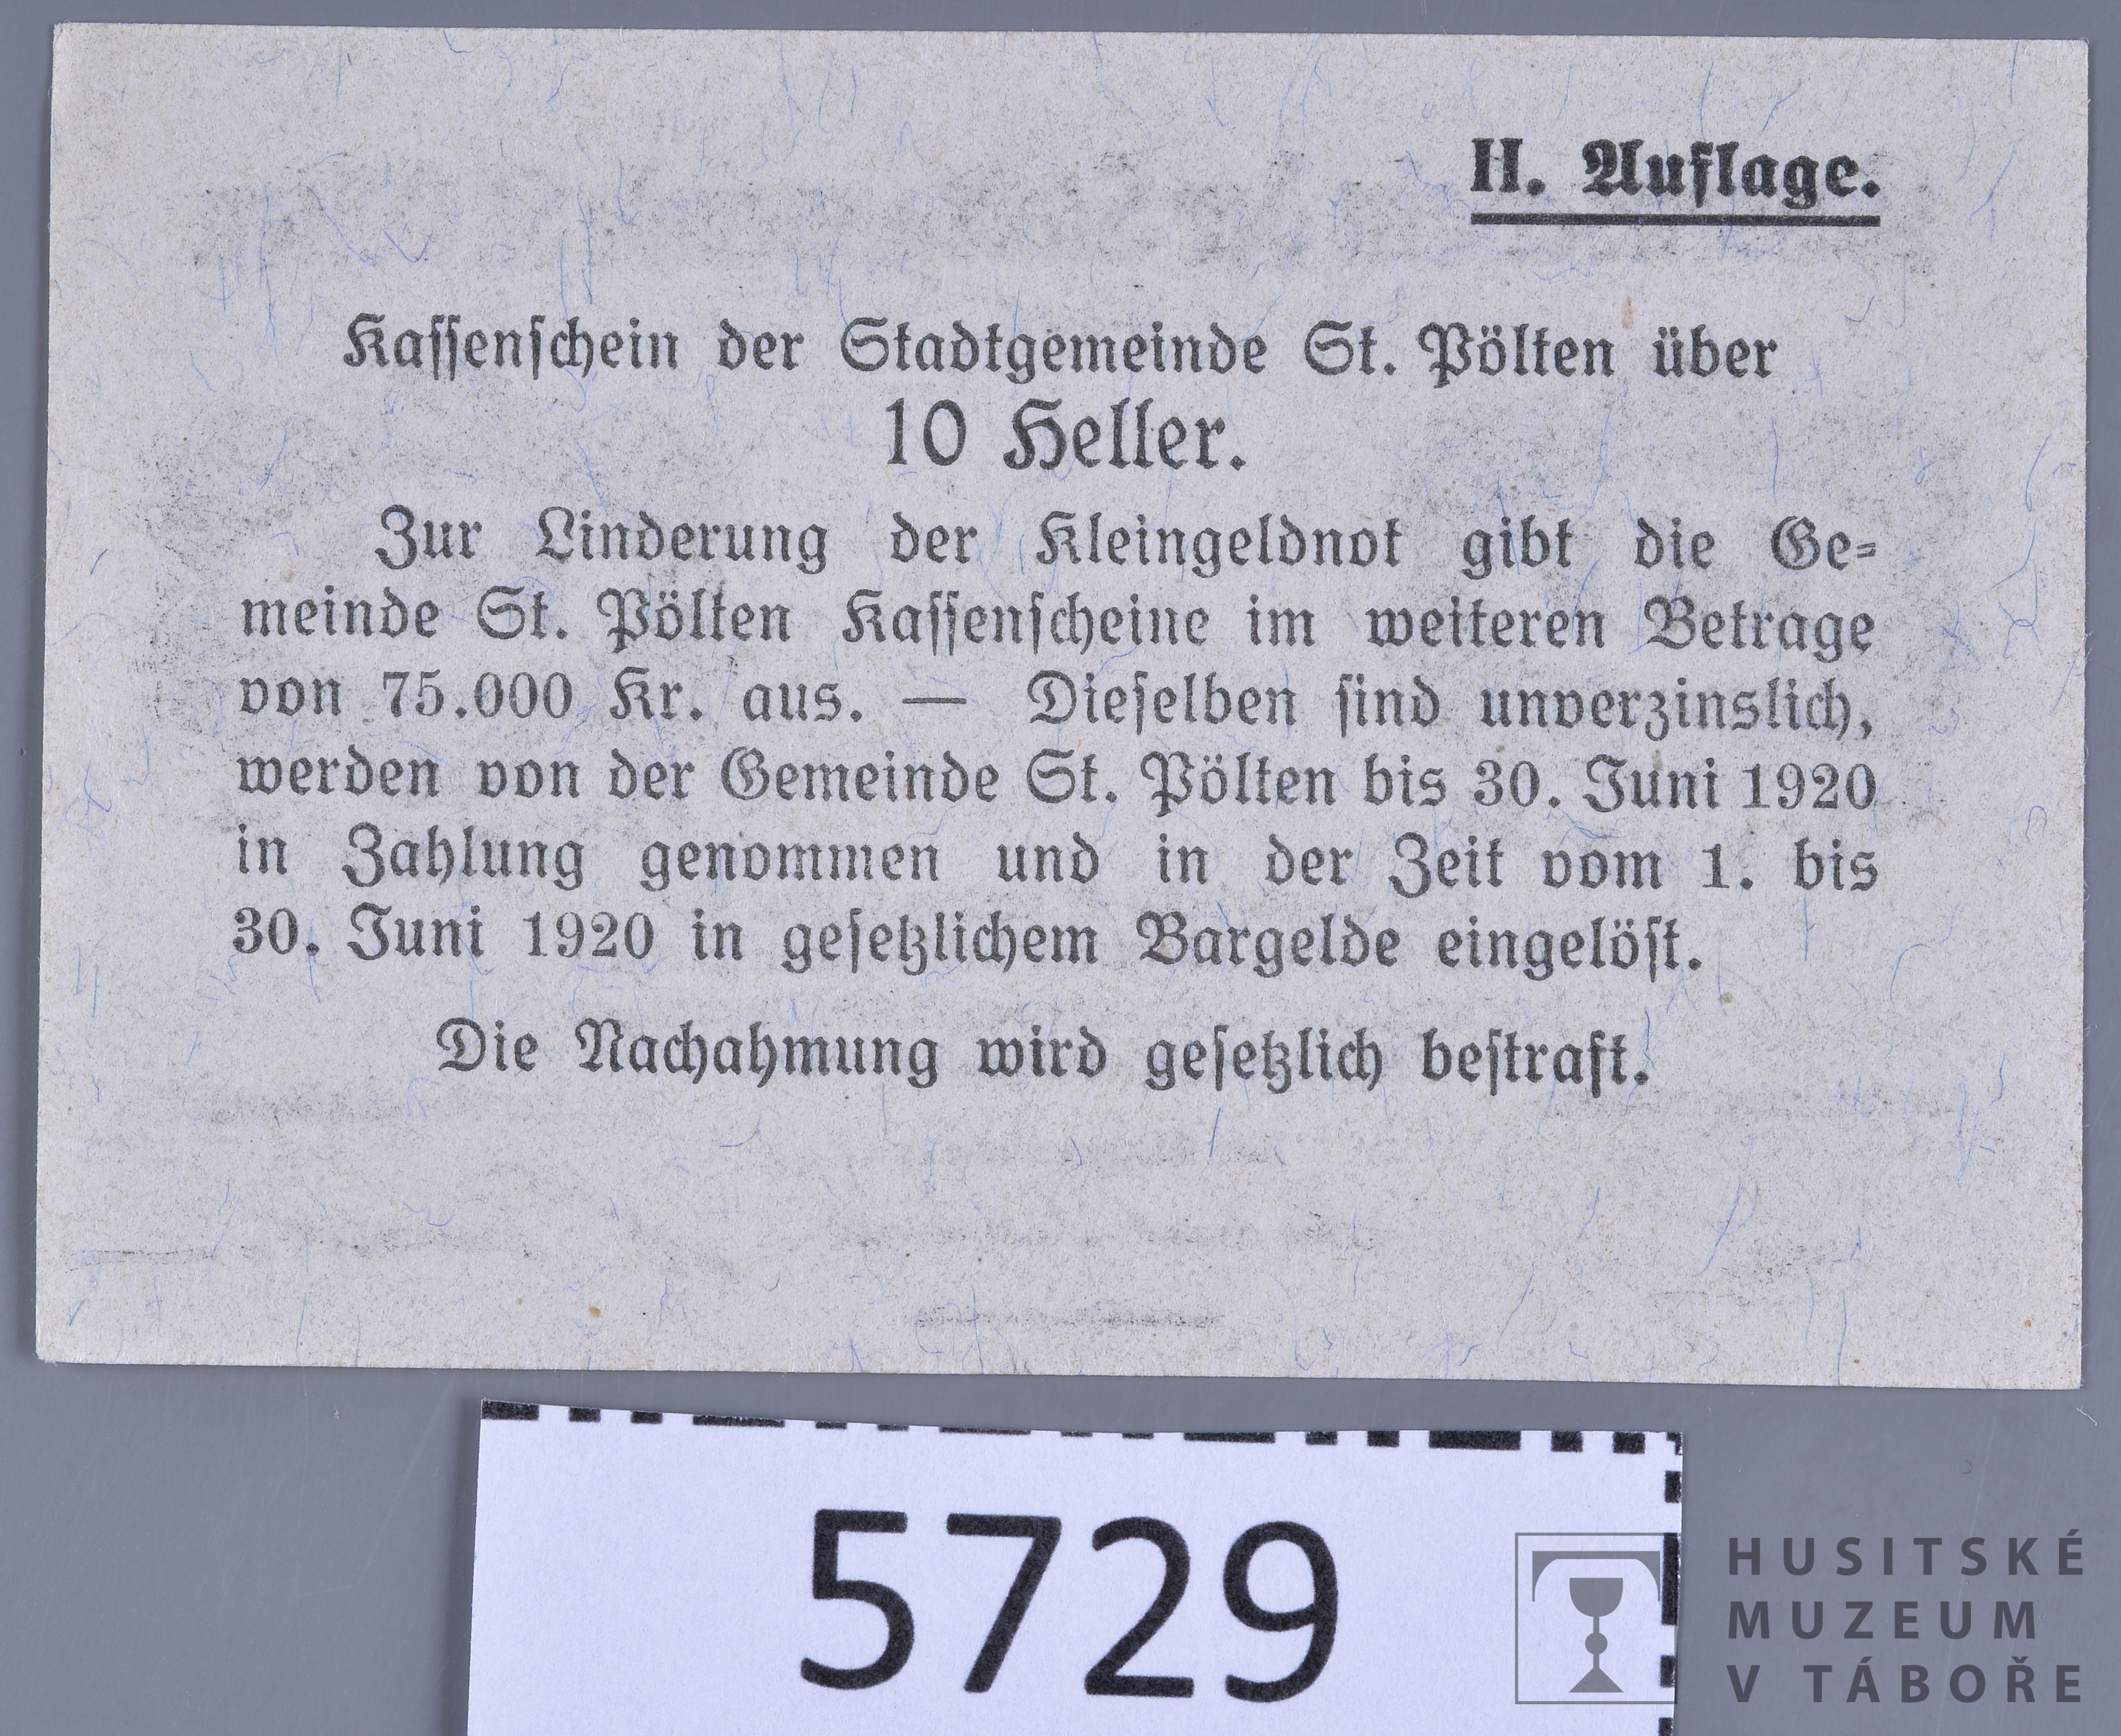 II. Auflage.
Kassenschein der Stadtgemeinde St. Pölten über
10 Heller.
Zur Linderung der Kleingeldnot gibt die Ge-
meinde St. Pölten Kassenscheine im weiteren Betrage
von 75.000 Kr. aus. — Dieselben sind unverzinslich,
werden von der Gemeinde St. Pölten bis 30. Juni 1920
in Zahlung genommen und in der Zeit vom 1. bis
30. Juni 1920 in gesetzlichem Bargelde eingelöst.
Die Nachahmung wird gesetzlich bestraft.
5729
HUSITSKÉ
MUZEUM
V TÁBOŘE